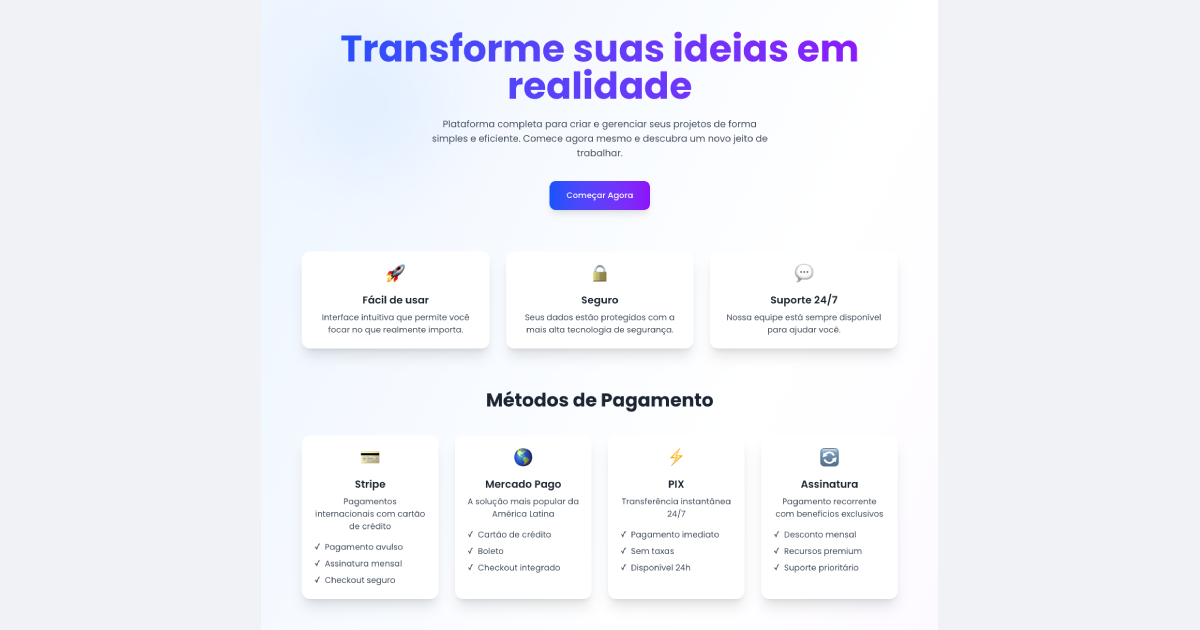 Transforme suas ideias em
realidade
Plataforma completa para criar e gerenciar seus projetos de forma
simples e eficiente. Comece agora mesmo e descubra um novo jeito de
trabalhar.
Começar Agora
Fácil de usar
Interface intuitiva que permite você
focar no que realmente importa.
Seguro
Seus dados estão protegidos com a
mais alta tecnologia de segurança.
Suporte 24/7
Nossa equipe está sempre disponível
para ajudar você.
Métodos de Pagamento
Stripe
Pagamentos
internacionais com cartão
de crédito
✓ Pagamento avulso
✓ Assinatura mensal
✓ Checkout seguro
Mercado Pago
A solução mais popular da
América Latina
✓ Cartão de crédito
✓ Boleto
✓ Checkout integrado
PIX
Transferência instantânea
24/7
✓ Pagamento imediato
✓ Sem taxas
✓ Disponível 24h
Assinatura
Pagamento recorrente
com benefícios exclusivos
✓ Desconto mensal
✓ Recursos premium
✓ Suporte prioritário